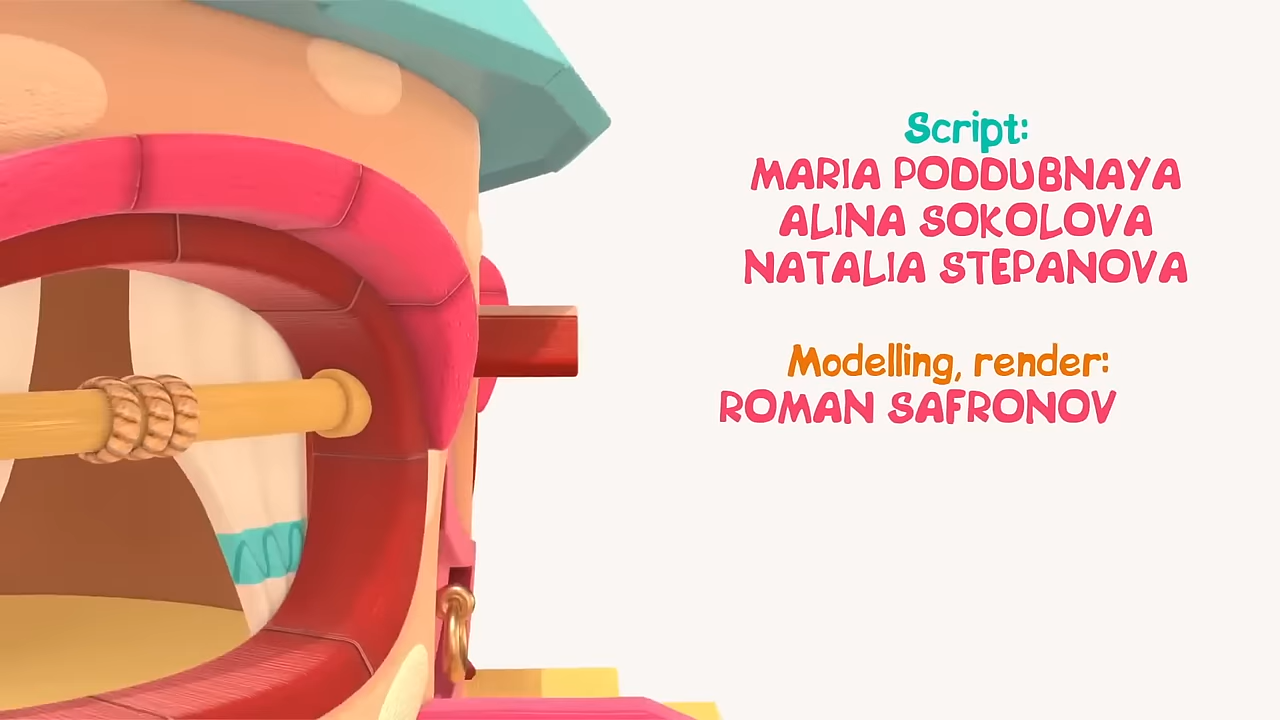 Script:
MARIA PODDUBNAYA
ALINA SOKOLOVA
NATALIA STEPANOVA
Modelling, render:
ROMAN SAFRONOV